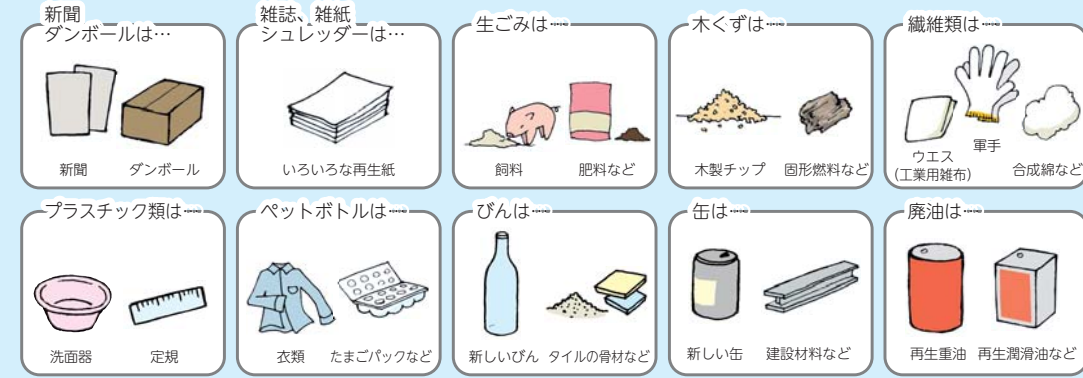 新聞
ダンボールは…
新聞
ダンボール
雑誌、雑紙
シュレッダーは…
いろいろな再生紙
生ごみは…
飼料
肥料など
木くずは…
木製チップ
固形燃料など
繊維類は…
ウエス
(工業用雑布)
軍手
合成綿など
プラスチック類は…
洗面器
定規
ペットボトルは…
衣類
たまごパックなど
びんは…
新しいびん
タイルの骨材など
缶は…
新しい缶
建設材料など
廃油は…
再生重油
再生潤滑油など